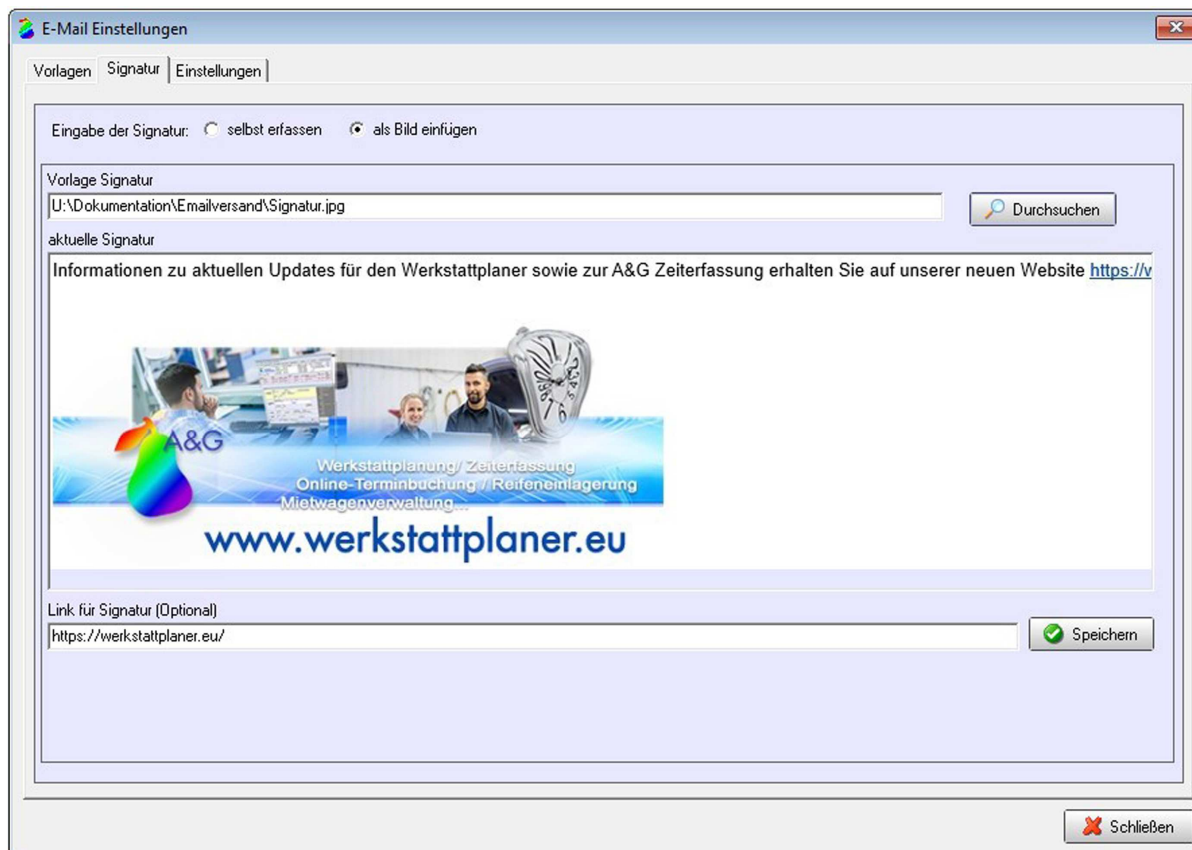 E-Mail Einstellungen
Vorlagen Signatur Einstellungen
Eingabe der Signatur: selbst erfassen als Bild einfügen
Vorlage Signatur
U:\Dokumentation\Emailversand\Signatur.jpg Durchsuchen
aktuelle Signatur
Informationen zu aktuellen Updates für den Werkstattplaner sowie zur A&G Zeiterfassung erhalten Sie auf unserer neuen Website https://v
A&G
Werkstattplanung/ Zeiterfassung
Online-Terminbuchung / Reifeneinlagerung
Mietwagenverwaltung...
www.werkstattplaner.eu
Link für Signatur (Optional)
https://werkstattplaner.eu/ Speichern
Schließen